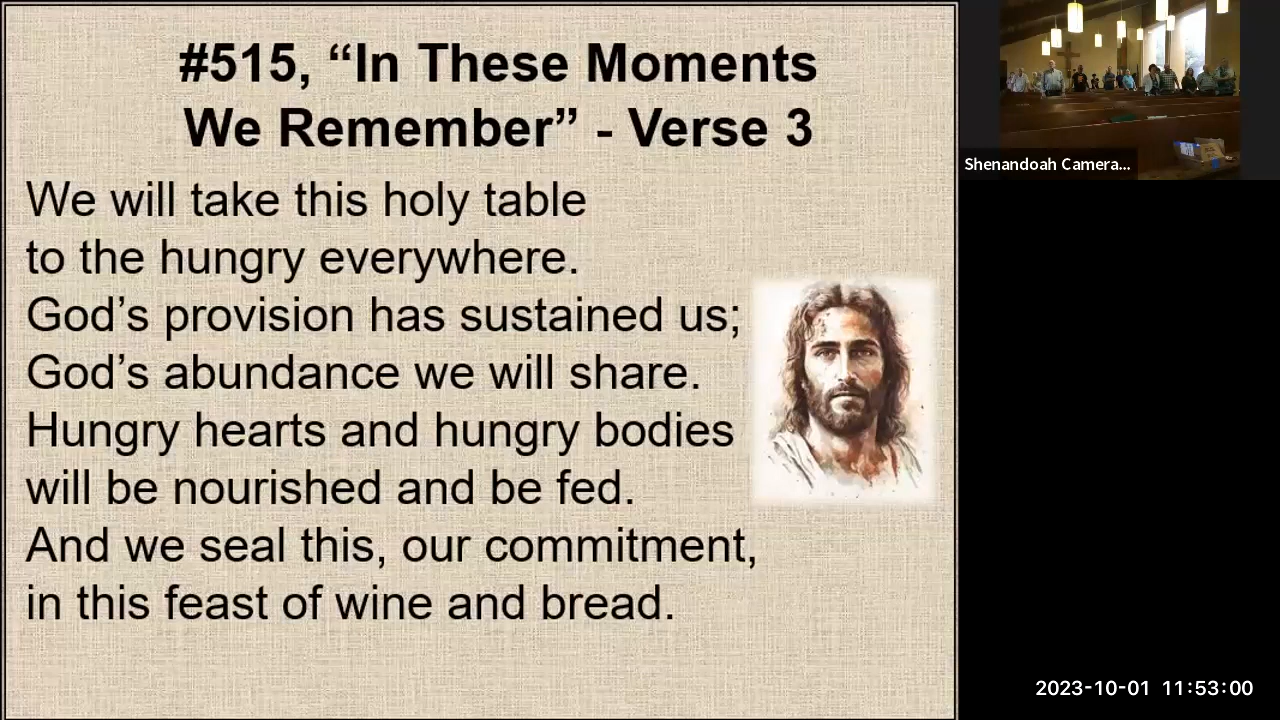 #515, “In These Moments
We Remember” - Verse 3
We will take this holy table
to the hungry everywhere.
God’s provision has sustained us;
God’s abundance we will share.
Hungry hearts and hungry bodies
will be nourished and be fed.
And we seal this, our commitment,
in this feast of wine and bread.
Shenandoah Camera...
2023-10-01 11:53:00